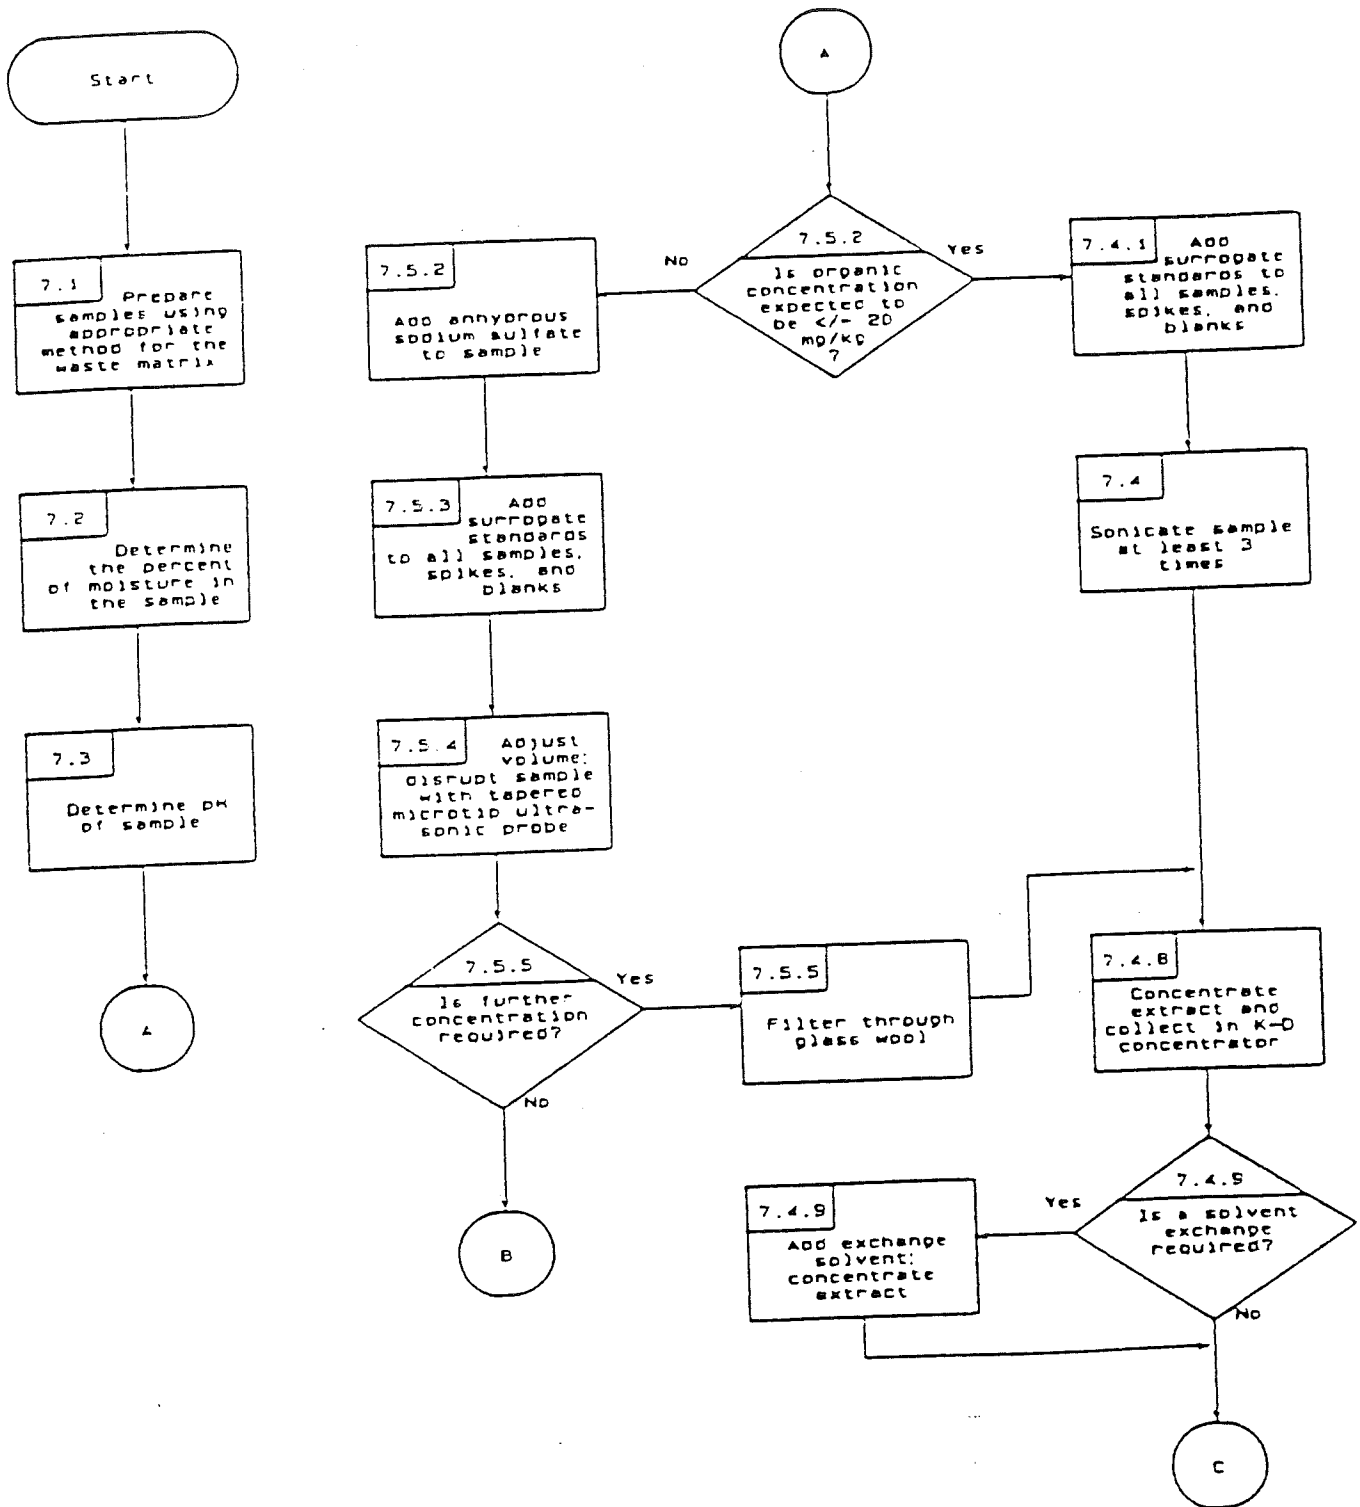 Start
7.1
Prepare
samples using
appropriate
method for the
waste matrix
7.2
Determine
the percent
of moisture in
the sample
7.3
Determine pH
of sample
A
A
7.5.2
Is organic
concentration
expected to
be </- 20
mg/kg
?
No
Yes
7.5.2
Add anhydrous
sodium sulfate
to sample
7.5.3
Add
surrogate
standards
to all samples,
spikes, and
blanks
7.5.4
Adjust
volume;
disrupt sample
with tapered
microtip ultra-
sonic probe
7.5.5
Is further
concentration
required?
Yes
No
B
7.5.5
Filter through
glass wool
7.4.1
Add
surrogate
standards to
all samples,
spikes, and
blanks
7.4
Sonicate sample
at least 3
times
7.4.8
Concentrate
extract and
collect in K-D
concentrator
7.4.9
Is a solvent
exchange
required?
Yes
No
7.4.9
Add exchange
solvent;
concentrate
extract
C